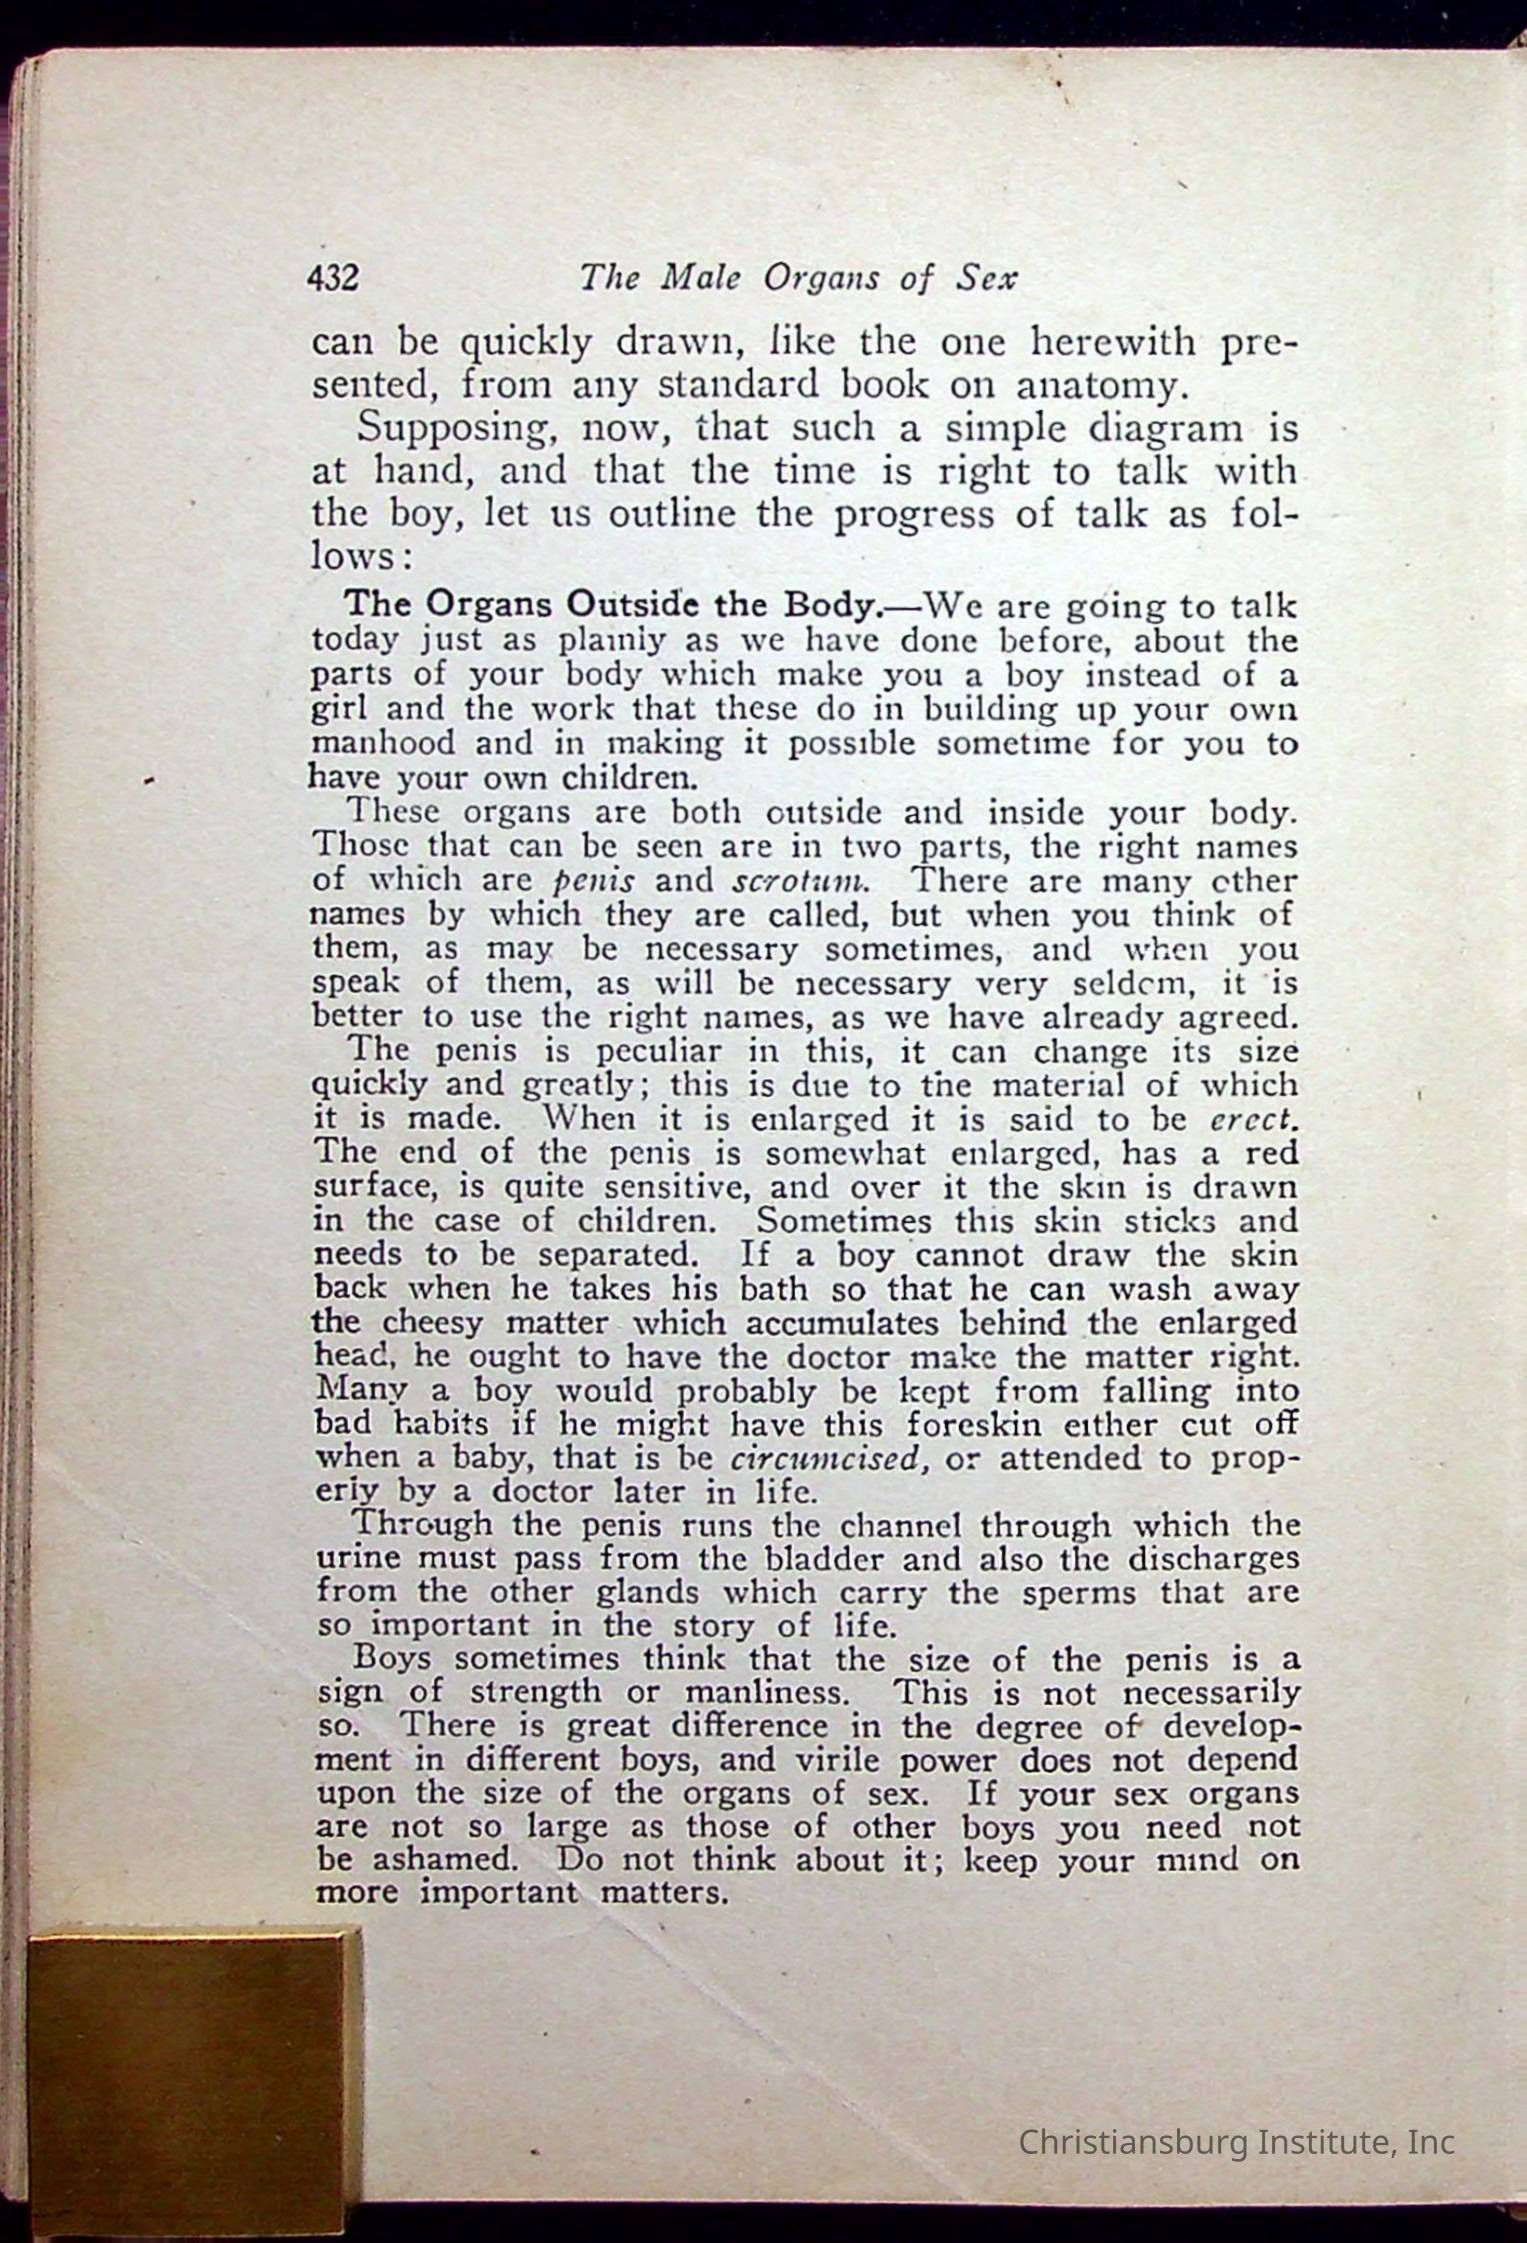 432 The Male Organs of Sex
can be quickly drawn, like the one herewith pre-
sented, from any standard book on anatomy.
Supposing, now, that such a simple diagram is
at hand, and that the time is right to talk with
the boy, let us outline the progress of talk as fol-
lows:
The Organs Outside the Body.—We are going to talk
today just as plainly as we have done before, about the
parts of your body which make you a boy instead of a
girl and the work that these do in building up your own
manhood and in making it possible sometime for you to
have your own children.
These organs are both outside and inside your body.
Those that can be seen are in two parts, the right names
of which are penis and scrotum. There are many other
names by which they are called, but when you think of
them, as may be necessary sometimes, and when you
speak of them, as will be necessary very seldom, it is
better to use the right names, as we have already agreed.
The penis is peculiar in this, it can change its size
quickly and greatly; this is due to the material of which
it is made. When it is enlarged it is said to be erect.
The end of the penis is somewhat enlarged, has a red
surface, is quite sensitive, and over it the skin is drawn
in the case of children. Sometimes this skin sticks and
needs to be separated. If a boy cannot draw the skin
back when he takes his bath so that he can wash away
the cheesy matter which accumulates behind the enlarged
head, he ought to have the doctor make the matter right.
Many a boy would probably be kept from falling into
bad habits if he might have this foreskin either cut off
when a baby, that is be circumcised, or attended to prop-
erly by a doctor later in life.
Through the penis runs the channel through which the
urine must pass from the bladder and also the discharges
from the other glands which carry the sperms that are
so important in the story of life.
Boys sometimes think that the size of the penis is a
sign of strength or manliness. This is not necessarily
so. There is great difference in the degree of develop-
ment in different boys, and virile power does not depend
upon the size of the organs of sex. If your sex organs
are not so large as those of other boys you need not
be ashamed. Do not think about it; keep your mind on
more important matters.
Christiansburg Institute, Inc